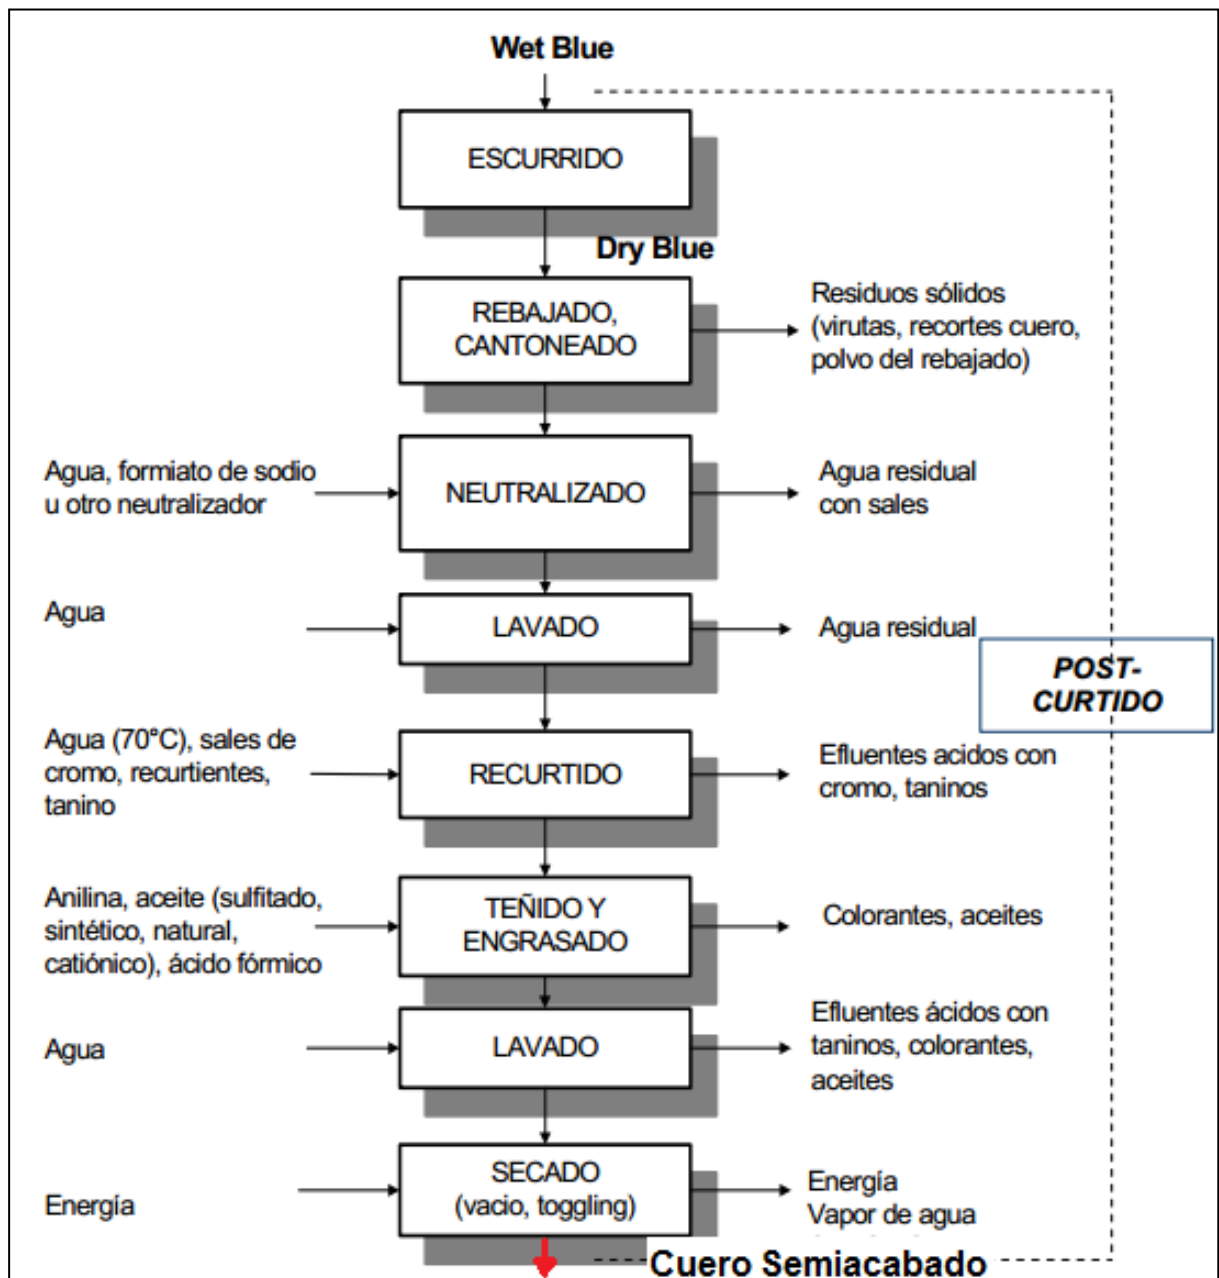 Wet Blue
ESCURRIDO
Dry Blue
REBAJADO,
CANTONEADO
Residuos sólidos
(virutas, recortes cuero,
polvo del rebajado)
Agua, formiato de sodio
u otro neutralizador
NEUTRALIZADO
Agua residual
con sales
Agua
LAVADO
Agua residual
POST-
CURTIDO
Agua (70°C), sales de
cromo, recurtientes,
tanino
RECURTIDO
Efluentes acidos con
cromo, taninos
Anilina, aceite (sulfitado,
sintético, natural,
catiónico), ácido fórmico
TEÑIDO Y
ENGRASADO
Colorantes, aceites
Agua
LAVADO
Efluentes ácidos con
taninos, colorantes,
aceites
Energía
SECADO
(vacio, toggling)
Energía
Vapor de agua
Cuero Semiacabado